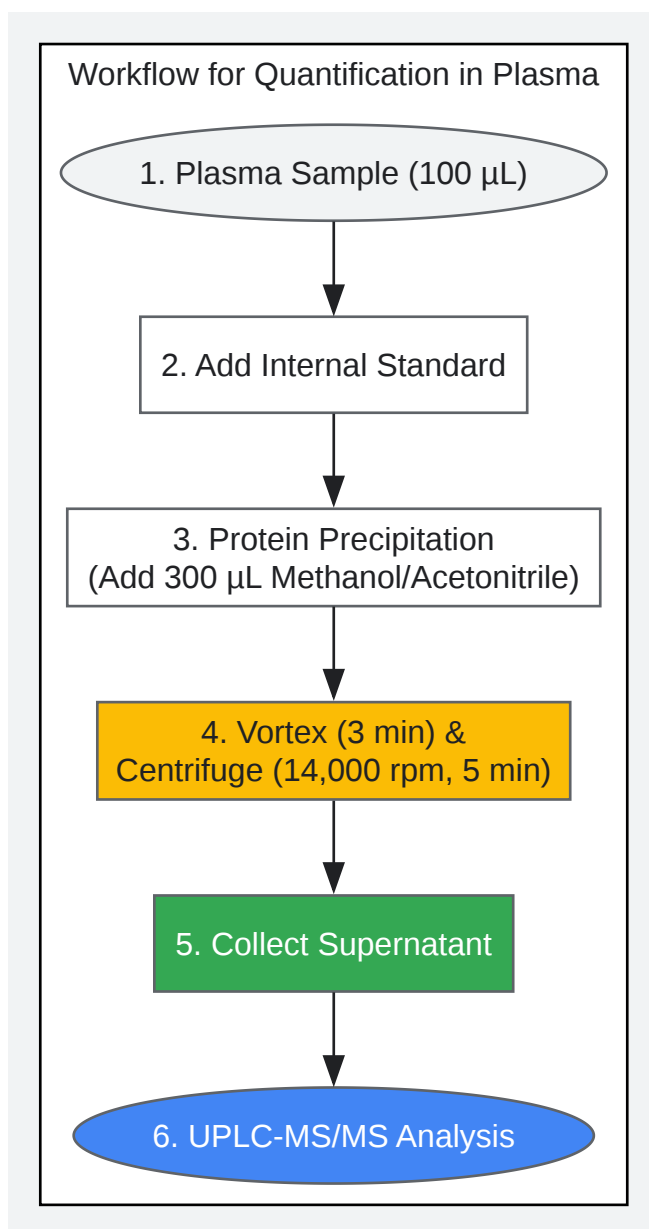 Workflow for Quantification in Plasma
1. Plasma Sample (100 µL)
2. Add Internal Standard
3. Protein Precipitation
(Add 300 µL Methanol/Acetonitrile)
4. Vortex (3 min) &
Centrifuge (14,000 rpm, 5 min)
5. Collect Supernatant
6. UPLC-MS/MS Analysis